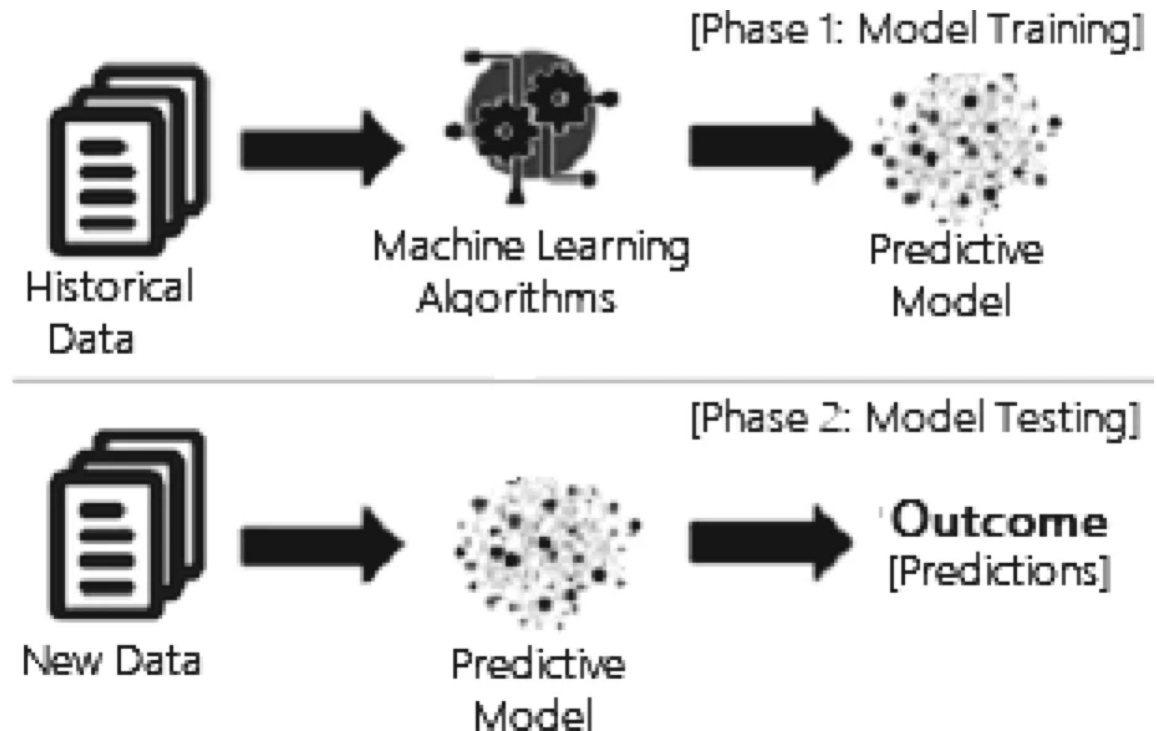 [Phase 1: Model Training]
Historical
Data
Machine Learning
Algorithms
Predictive
Model
[Phase 2: Model Testing]
New Data
Predictive
Model
Outcome
[Predictions]